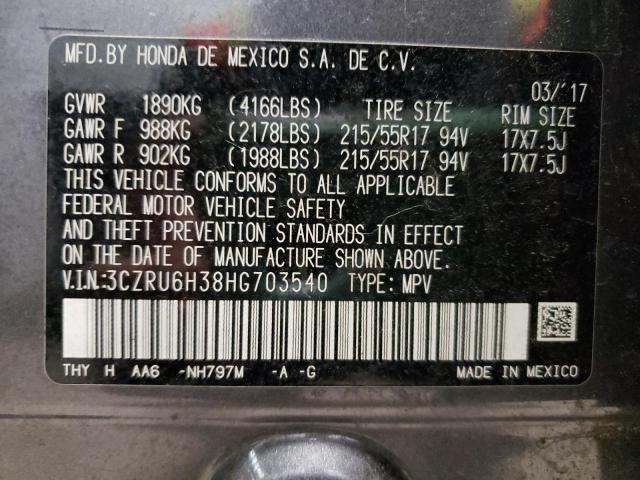 MFD. BY HONDA DE MEXICO S.A. DE C.V.
03/'17
GVWR 1890KG (4166LBS) TIRE SIZE RIM SIZE
GAWR F 988KG (2178LBS) 215/55R17 94V 17X7.5J
GAWR R 902KG (1988LBS) 215/55R17 94V 17X7.5J
THIS VEHICLE CONFORMS TO ALL APPLICABLE
FEDERAL MOTOR VEHICLE SAFETY
AND THEFT PREVENTION STANDARDS IN EFFECT
ON THE DATE OF MANUFACTURE SHOWN ABOVE.
V.I.N:3CZRU6H38HG703540 TYPE: MPV
THY H AA6 -NH797M -A -G MADE IN MEXICO